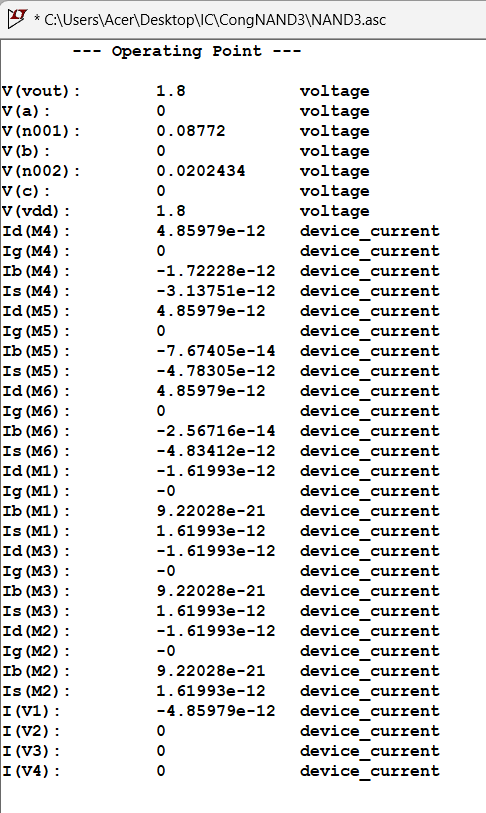 * C:\Users\Acer\Desktop\IC\CongNAND3\NAND3.asc
--- Operating Point ---
V(vout): 1.8 voltage
V(a): 0 voltage
V(n001): 0.08772 voltage
V(b): 0 voltage
V(n002): 0.0202434 voltage
V(c): 0 voltage
V(vdd): 1.8 voltage
Id(M4): 4.85979e-12 device_current
Ig(M4): 0 device_current
Ib(M4): -1.72228e-12 device_current
Is(M4): -3.13751e-12 device_current
Id(M5): 4.85979e-12 device_current
Ig(M5): 0 device_current
Ib(M5): -7.67405e-14 device_current
Is(M5): -4.78305e-12 device_current
Id(M6): 4.85979e-12 device_current
Ig(M6): 0 device_current
Ib(M6): -2.56716e-14 device_current
Is(M6): -4.83412e-12 device_current
Id(M1): -1.61993e-12 device_current
Ig(M1): -0 device_current
Ib(M1): 9.22028e-21 device_current
Is(M1): 1.61993e-12 device_current
Id(M3): -1.61993e-12 device_current
Ig(M3): -0 device_current
Ib(M3): 9.22028e-21 device_current
Is(M3): 1.61993e-12 device_current
Id(M2): -1.61993e-12 device_current
Ig(M2): -0 device_current
Ib(M2): 9.22028e-21 device_current
Is(M2): 1.61993e-12 device_current
I(V1): -4.85979e-12 device_current
I(V2): 0 device_current
I(V3): 0 device_current
I(V4): 0 device_current